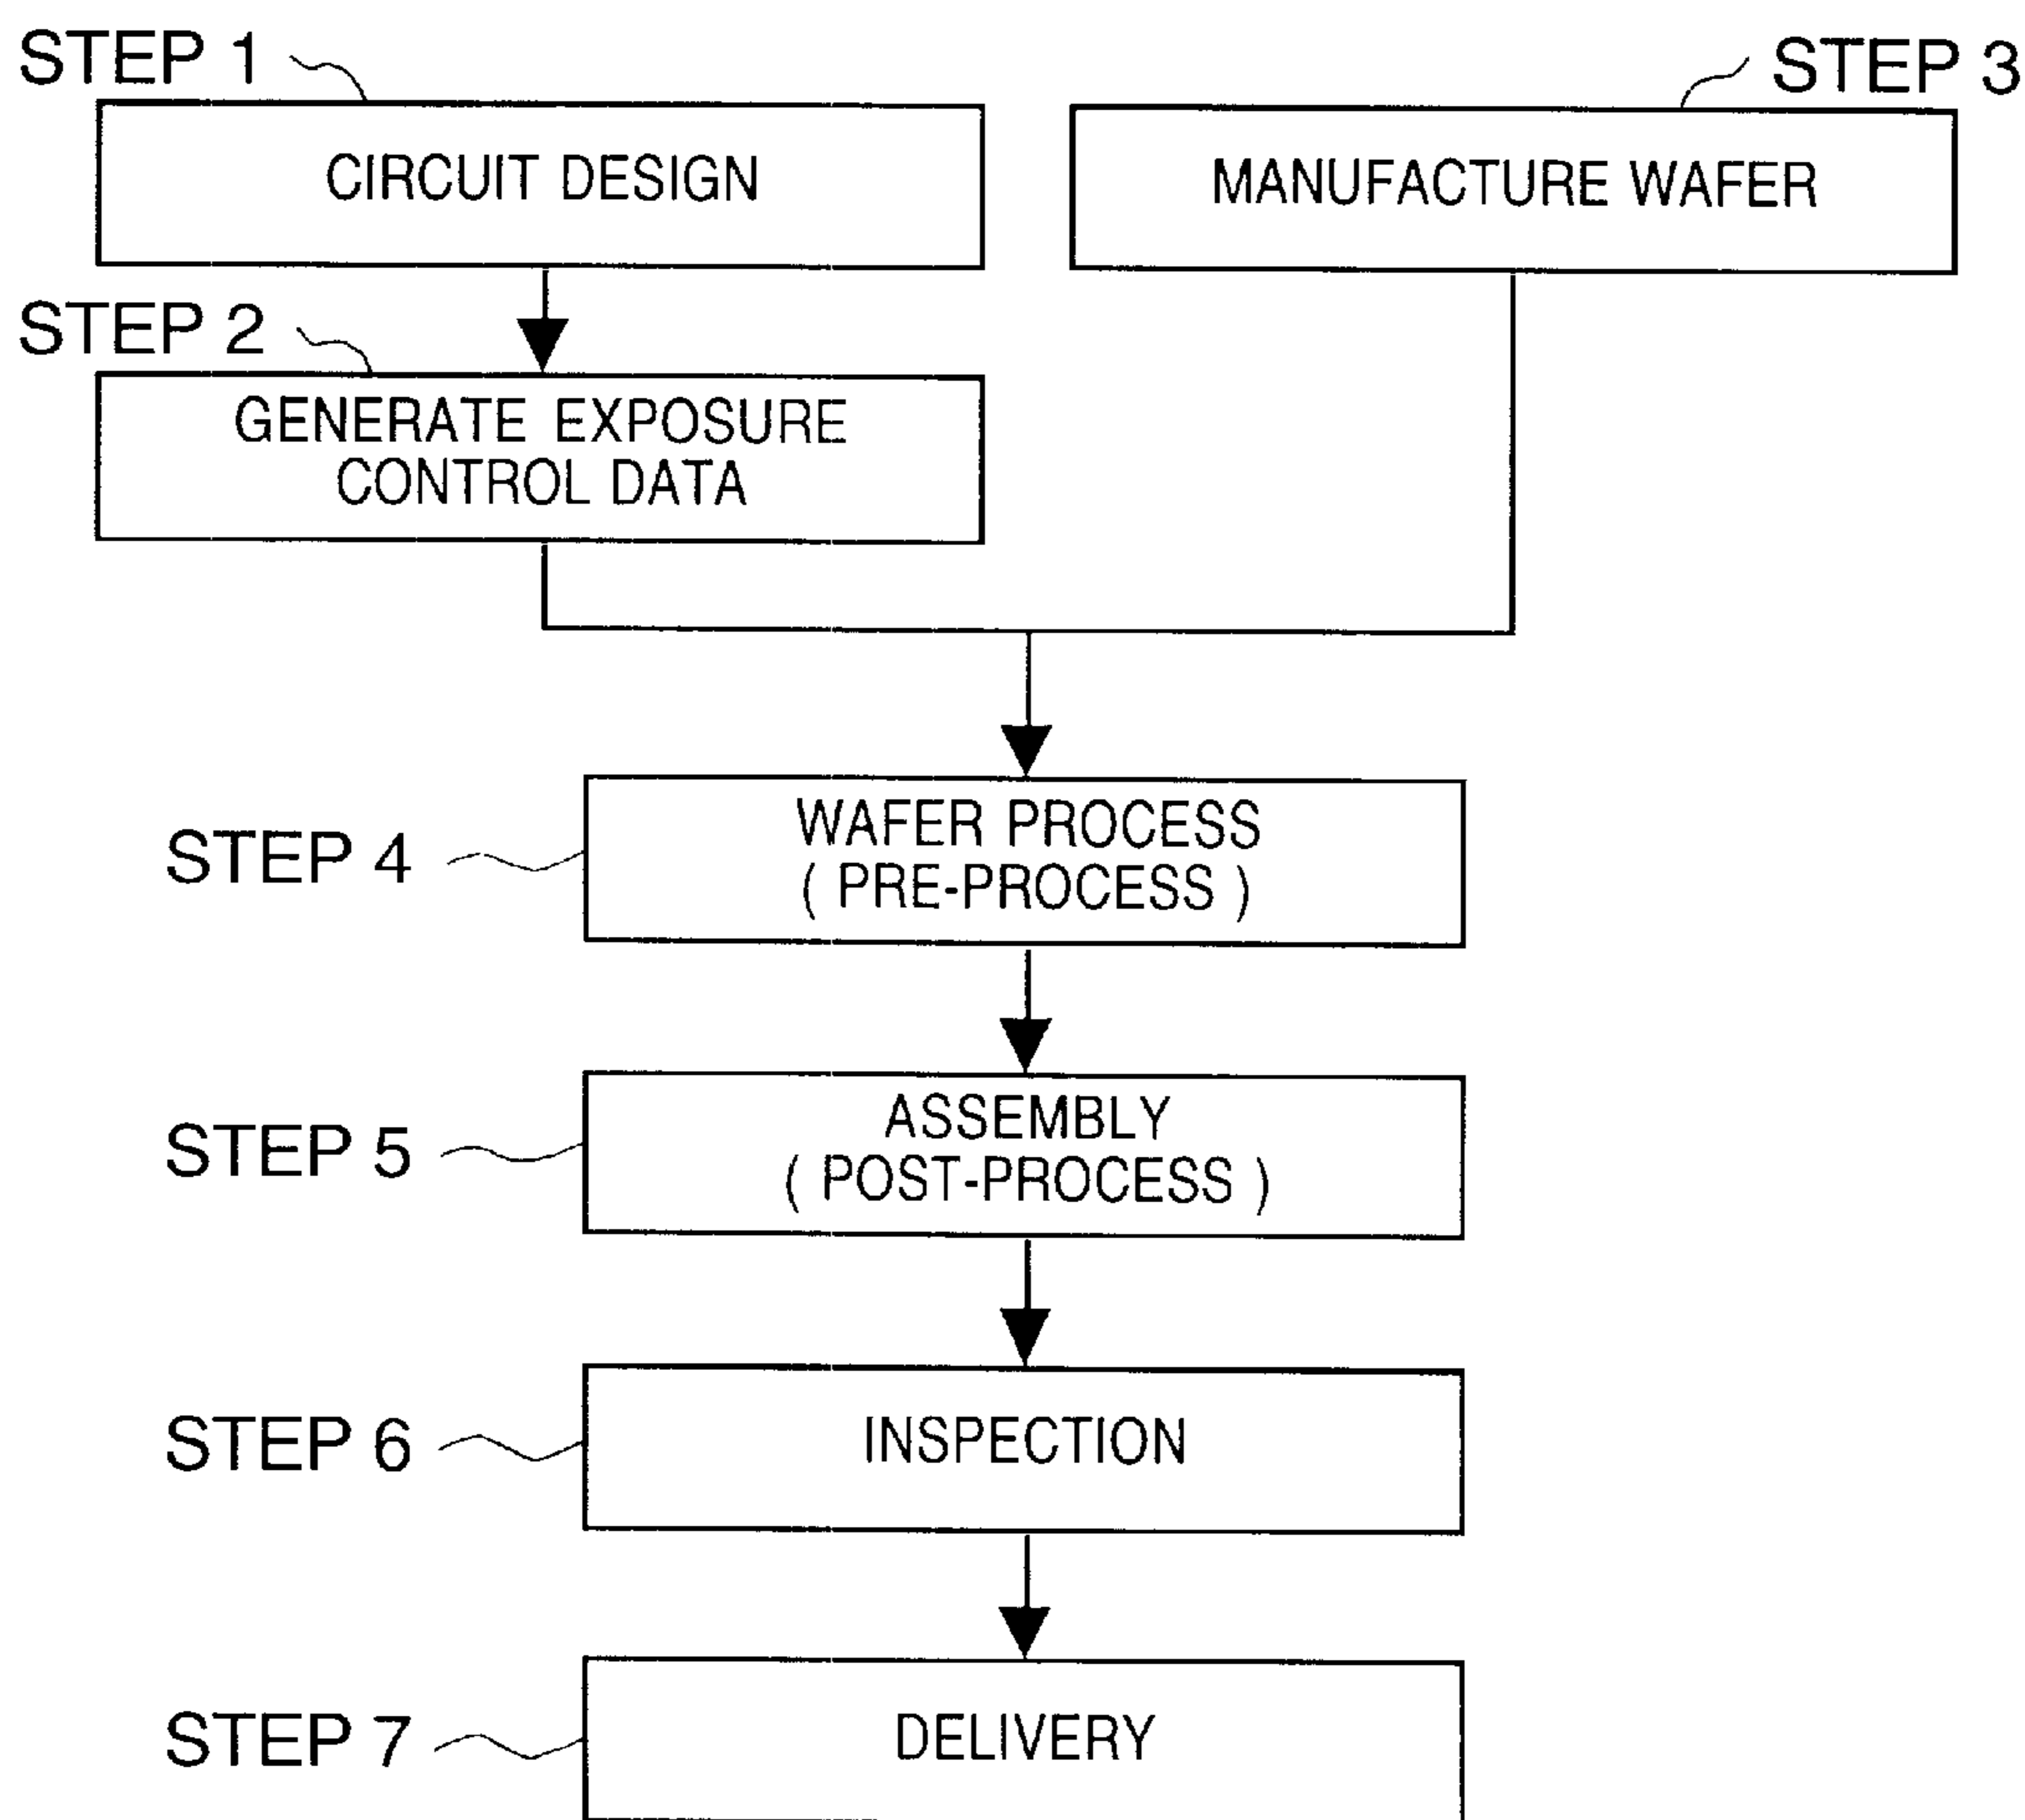 STEP 1
STEP 3
CIRCUIT DESIGN
MANUFACTURE WAFER
STEP 2
GENERATE EXPOSURE
CONTROL DATA
STEP 4
WAFER PROCESS
( PRE-PROCESS )
STEP 5
ASSEMBLY
( POST-PROCESS )
STEP 6
INSPECTION
STEP 7
DELIVERY